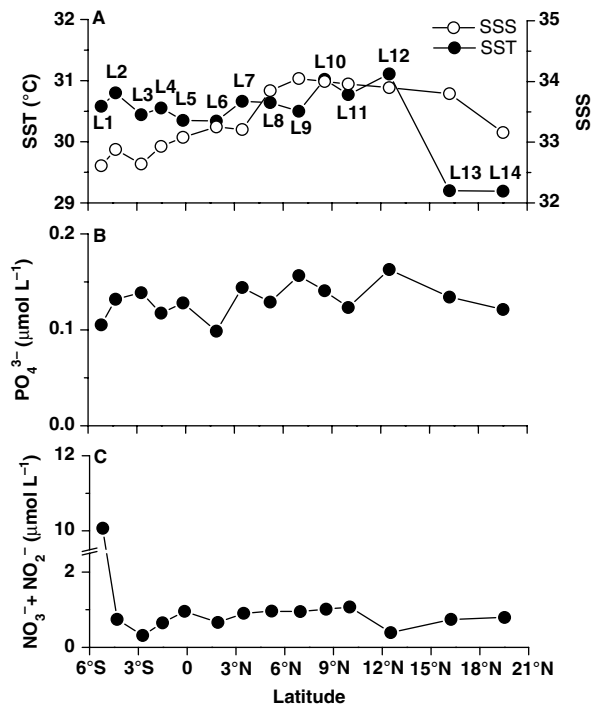 A
SSS
SST
32
31
30
29
SST (°C)
35
34
33
32
SSS
L1
L2
L3
L4
L5
L6
L7
L8
L9
L10
L11
L12
L13
L14
B
0.2
0.1
0.0
PO₄³⁻ (μmol L⁻¹)
C
12
10
2
0
NO₃⁻ + NO₂⁻ (μmol L⁻¹)
6°S 3°S 0 3°N 6°N 9°N 12°N 15°N 18°N 21°N
Latitude